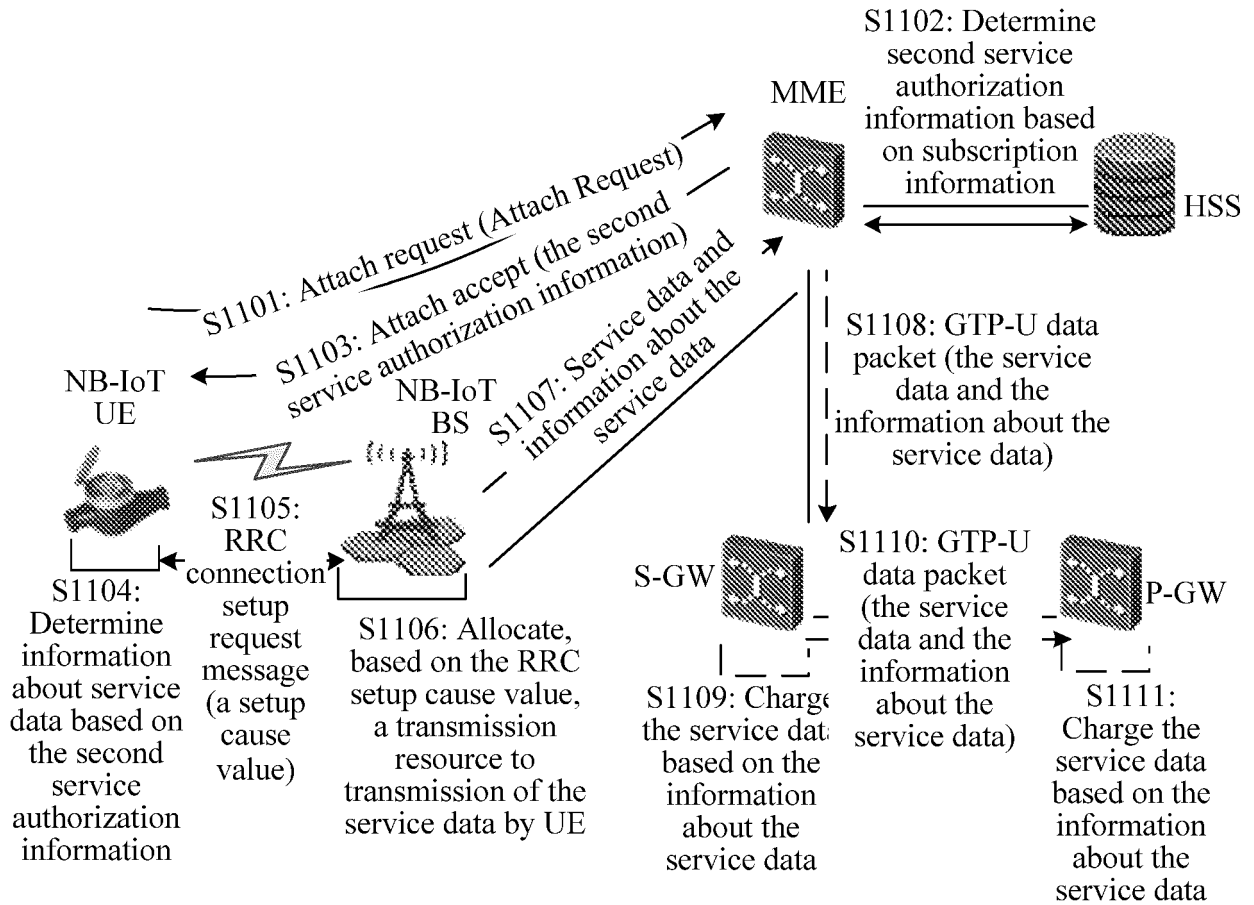 S1102: Determine
second service
authorization
information based
on subscription
information
MME
HSS
S1101: Attach request (Attach Request)
S1103: Attach accept (the second
service authorization information)
S1107: Service data and
information about the
service data
S1108: GTP-U data
packet (the service
data and the
information about the
service data)
NB-IoT
UE
NB-IoT
BS
S1105:
RRC
connection
setup
request
message
(a setup
cause
value)
S1104:
Determine
information
about service
data based on
the second
service
authorization
information
S1106: Allocate,
based on the RRC
setup cause value,
a transmission
resource to
transmission of the
service data by UE
S-GW
S1110: GTP-U
data packet
(the service
data and the
information
about the
service data)
P-GW
S1109: Charge
the service data
based on the
information
about the
service data
S1111:
Charge the
service data
based on the
information
about the
service data